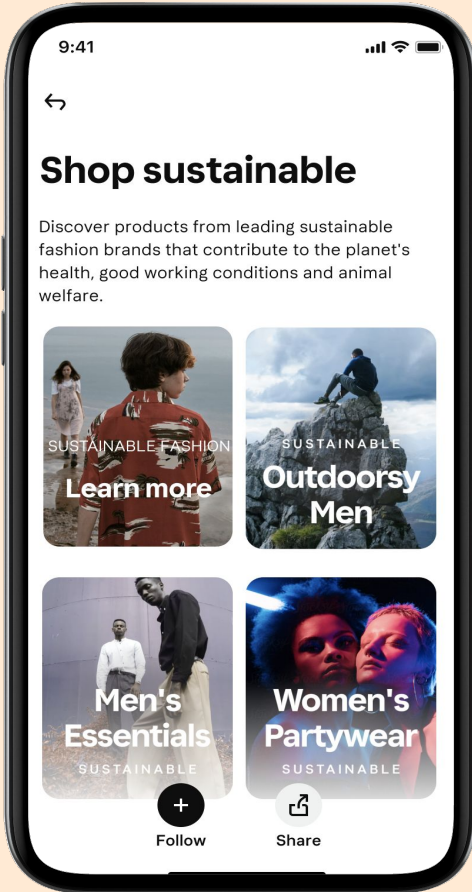 9:41
Shop sustainable
Discover products from leading sustainable
fashion brands that contribute to the planet's
health, good working conditions and animal
welfare.
SUSTAINABLE FASHION
Learn more
SUSTAINABLE
Outdoorsy
Men
Men's
Essentials
SUSTAINABLE
Women's
Partywear
SUSTAINABLE
Follow
Share